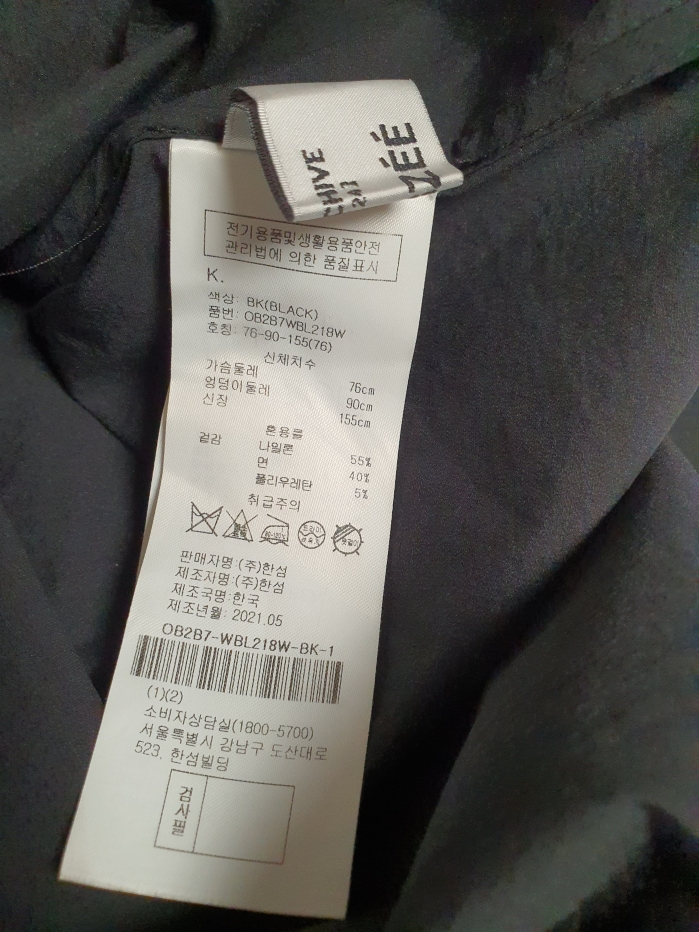 CHIVE
ZÉE
전기용품및생활용품안전
관리법에 의한 품질표시
K.
색상: BK(BLACK)
품번: OB2B7WBL218W
호칭: 76-90-155(76)
신체치수
가슴둘레 76cm
엉덩이둘레 90cm
신장 155cm
혼용률
겉감 나일론 55%
면 40%
폴리우레탄 5%
취급주의
드라이
판매자명:(주)한섬
제조자명:(주)한섬
제조국명:한국
제조년월: 2021.05
OB2B7-WBL218W-BK-1
(1)(2)
소비자상담실(1800-5700)
서울특별시 강남구 도산대로
523, 한섬빌딩
검사필